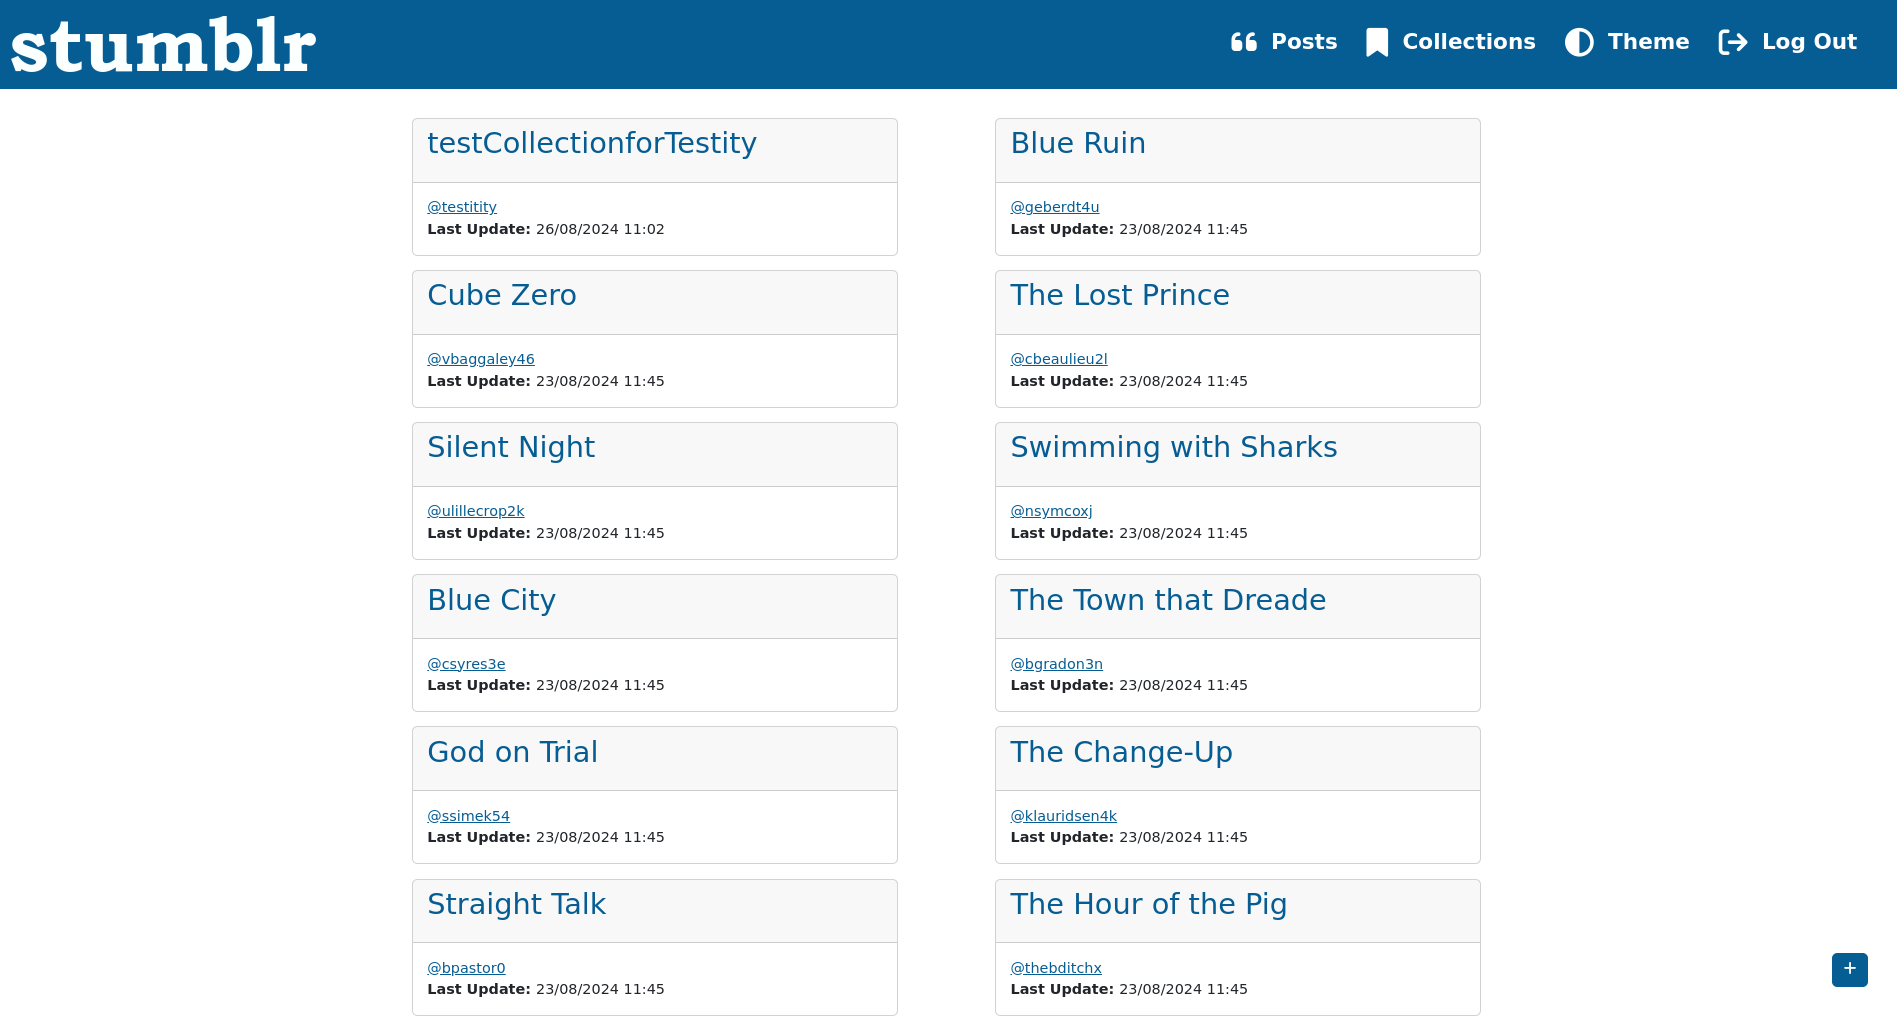 stumblr
Posts
Collections
Theme
Log Out
testCollectionforTestity
@testitity
Last Update: 26/08/2024 11:02
Blue Ruin
@geberdt4u
Last Update: 23/08/2024 11:45
Cube Zero
@vbaggaley46
Last Update: 23/08/2024 11:45
The Lost Prince
@cbeaulieu2l
Last Update: 23/08/2024 11:45
Silent Night
@ulillecrop2k
Last Update: 23/08/2024 11:45
Swimming with Sharks
@nsymcoxj
Last Update: 23/08/2024 11:45
Blue City
@csyres3e
Last Update: 23/08/2024 11:45
The Town that Dreade
@bgradon3n
Last Update: 23/08/2024 11:45
God on Trial
@ssimek54
Last Update: 23/08/2024 11:45
The Change-Up
@klauridsen4k
Last Update: 23/08/2024 11:45
Straight Talk
@bpastor0
Last Update: 23/08/2024 11:45
The Hour of the Pig
@thebditchx
Last Update: 23/08/2024 11:45
+